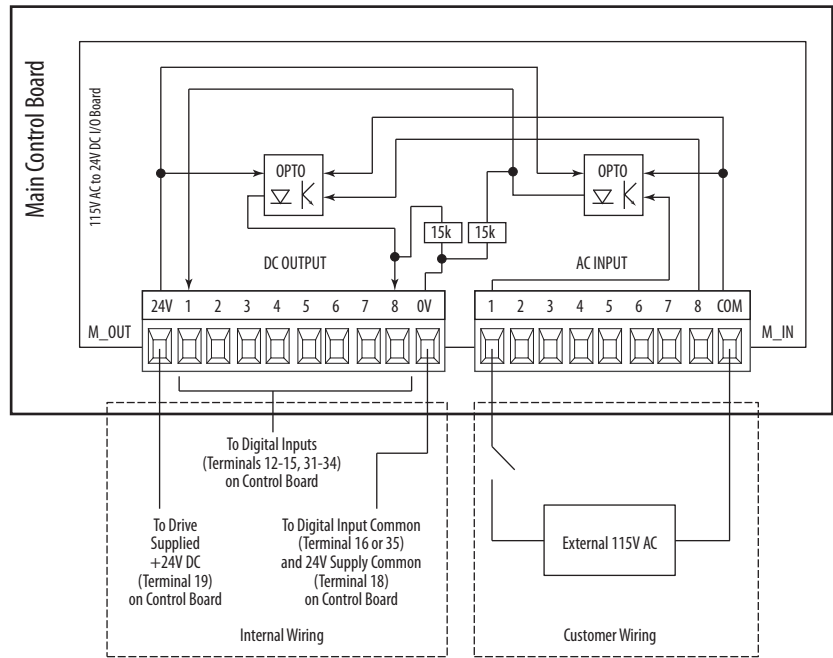 Main Control Board
115V AC to 24V DC I/O Board
OPTO
OPTO
15k
15k
DC OUTPUT
AC INPUT
24V 1 2 3 4 5 6 7 8 0V
1 2 3 4 5 6 7 8 COM
M_OUT
M_IN
To Digital Inputs
(Terminals 12-15, 31-34)
on Control Board
To Drive
Supplied
+24V DC
(Terminal 19)
on Control Board
To Digital Input Common
(Terminal 16 or 35)
and 24V Supply Common
(Terminal 18)
on Control Board
External 115V AC
Internal Wiring
Customer Wiring